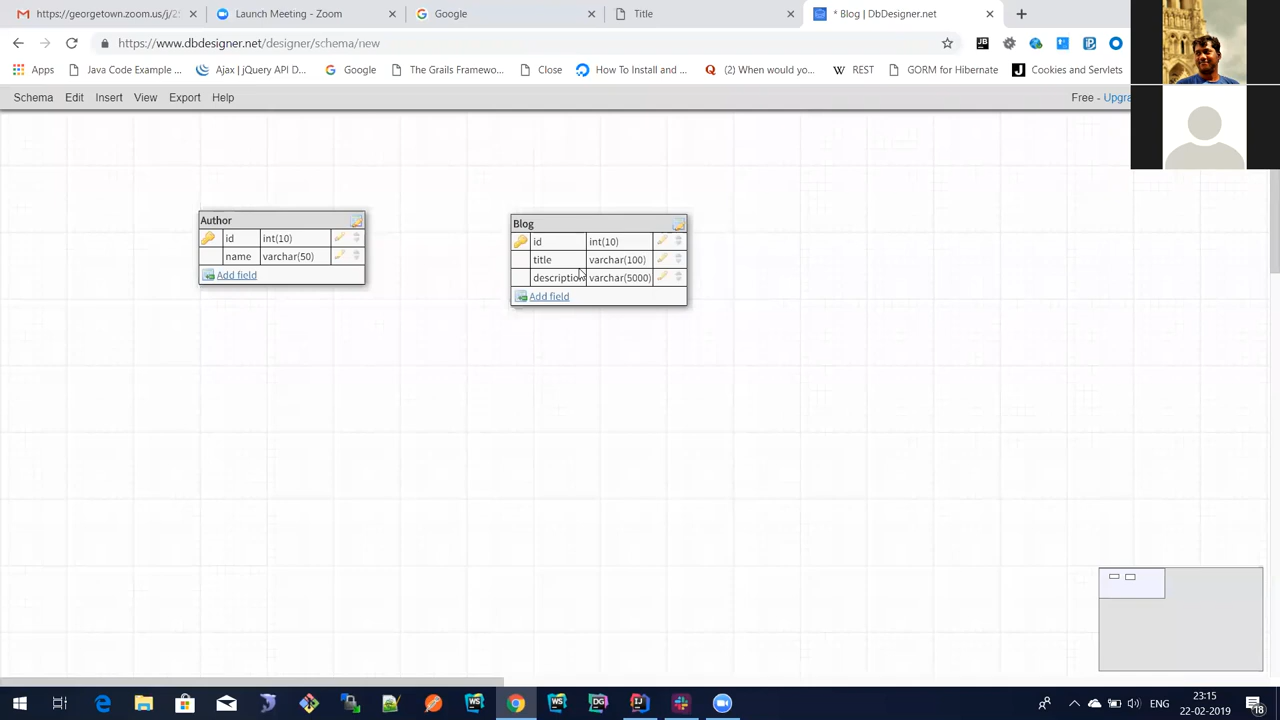 https://georgetown.zoom.us/j/25
Launch Meeting - Zoom
Google
Title
* Blog | DbDesigner.net
https://www.dbdesigner.net/designer/schema/new
Apps
Java Code Example ...
Ajax | jQuery API D...
Google
The Grails Framewo...
Close
How To Install and ...
(2) When would yo...
REST
GORM for Hibernate
Cookies and Servlets
Schema
Edit
Insert
View
Export
Help
Free - Upgra
Author
id int(10)
name varchar(50)
Add field
Blog
id int(10)
title varchar(100)
description varchar(5000)
Add field
ENG
23:15
22-02-2019
18